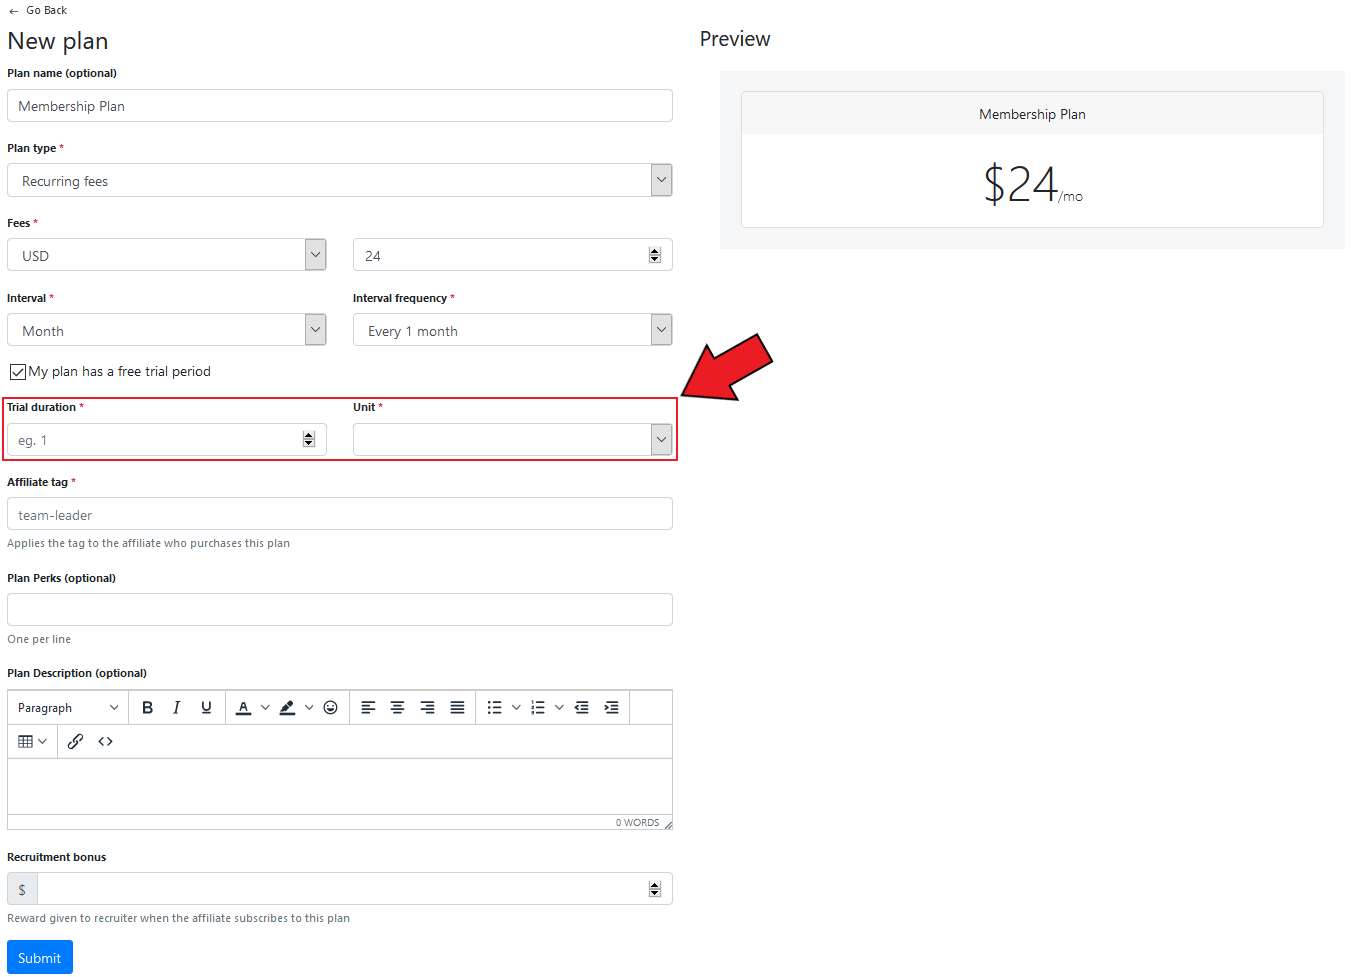 ← Go Back
New plan
Plan name (optional)
Membership Plan
Plan type *
Recurring fees
Fees *
USD
24
Interval *
Interval frequency *
Month
Every 1 month
My plan has a free trial period
Trial duration *
Unit *
eg. 1
Affiliate tag *
team-leader
Applies the tag to the affiliate who purchases this plan
Plan Perks (optional)
One per line
Plan Description (optional)
Paragraph
B I U A
0 WORDS
Recruitment bonus
$
Reward given to recruiter when the affiliate subscribes to this plan
Submit
Preview
Membership Plan
$24/mo